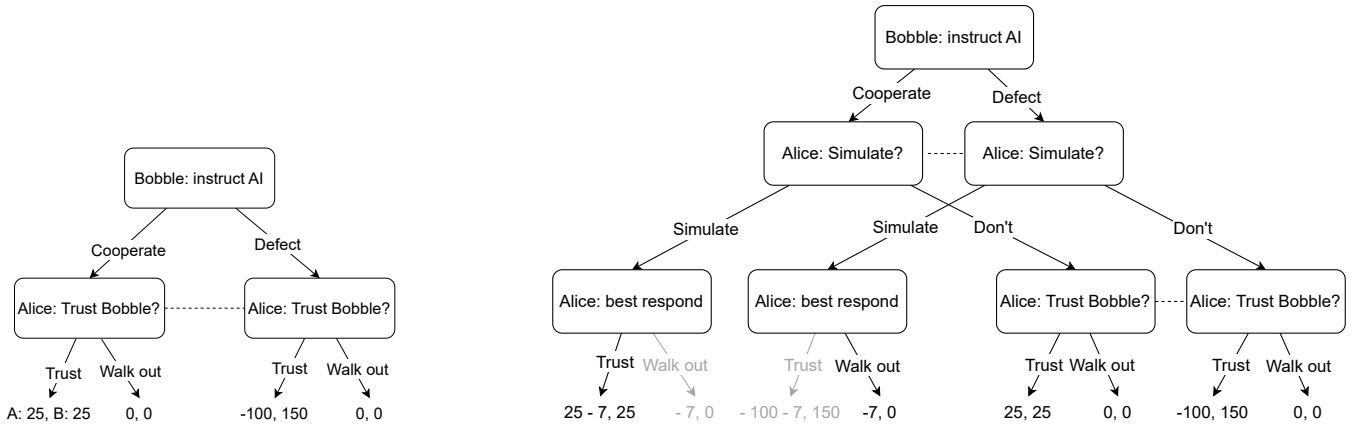 Bobble: instruct AI
Cooperate
Defect
Alice: Trust Bobble?
Alice: Trust Bobble?
Trust
Walk out
Trust
Walk out
A: 25, B: 25
0, 0
-100, 150
0, 0
Bobble: instruct AI
Cooperate
Defect
Alice: Simulate?
Alice: Simulate?
Simulate
Simulate
Don't
Don't
Alice: best respond
Alice: best respond
Alice: Trust Bobble?
Alice: Trust Bobble?
Trust
Walk out
Trust
Walk out
Trust
Walk out
Trust
Walk out
25 - 7, 25
- 7, 0
- 100 - 7, 150
-7, 0
25, 25
0, 0
-100, 150
0, 0